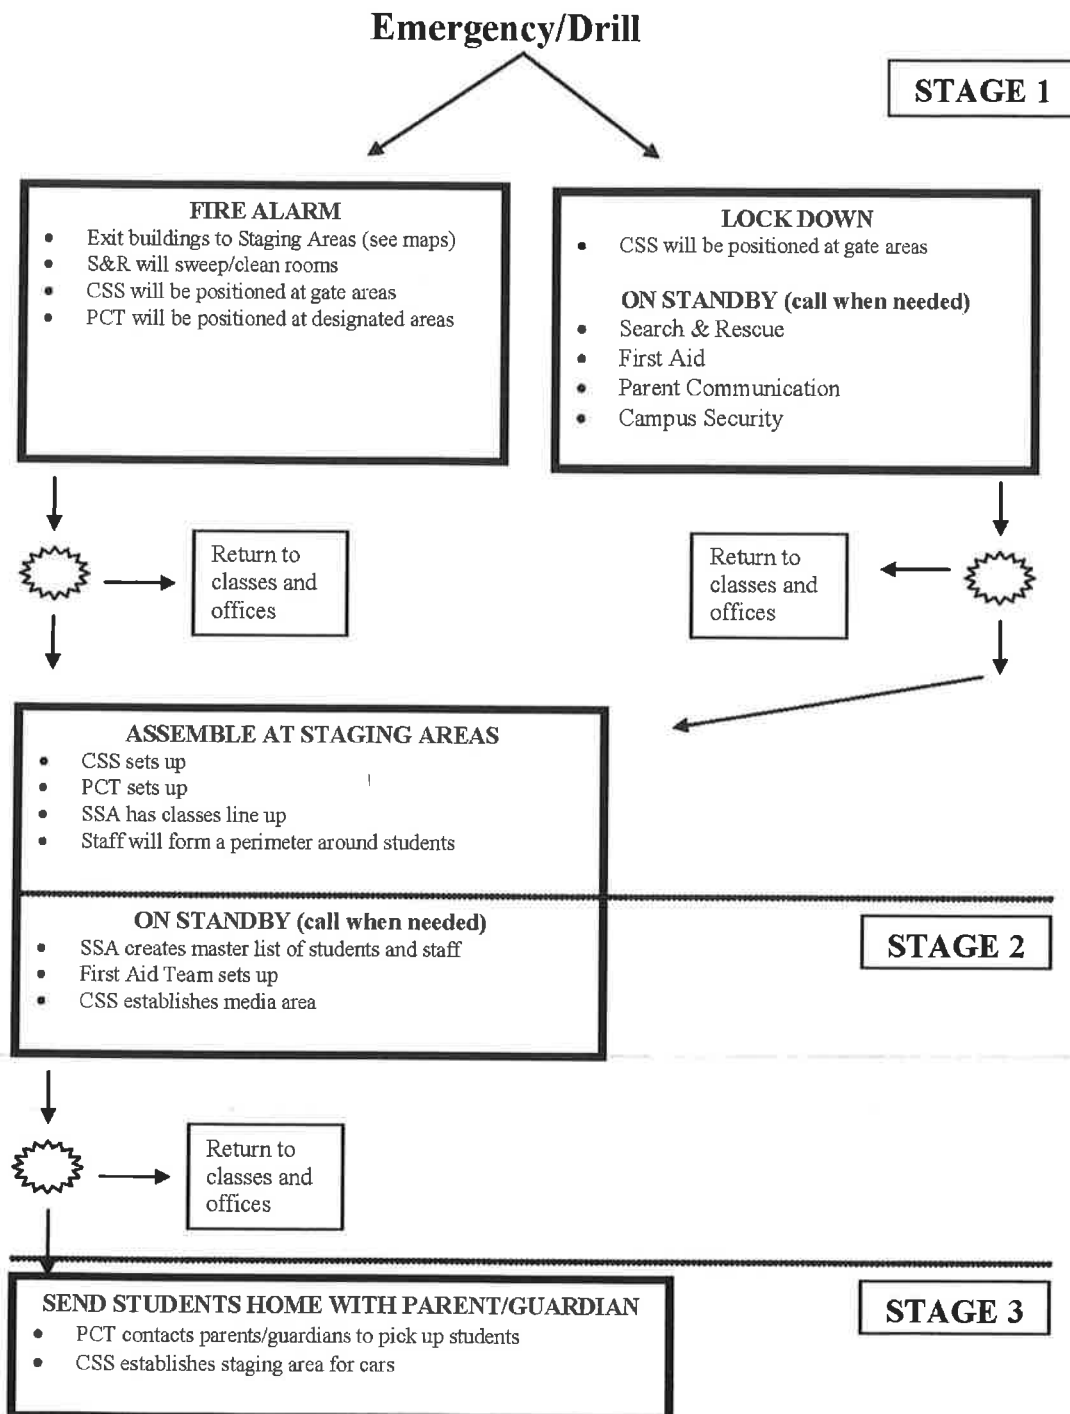 Emergency/Drill
STAGE 1
FIRE ALARM
• Exit buildings to Staging Areas (see maps)
• S&R will sweep/clean rooms
• CSS will be positioned at gate areas
• PCT will be positioned at designated areas
LOCK DOWN
• CSS will be positioned at gate areas
ON STANDBY (call when needed)
• Search & Rescue
• First Aid
• Parent Communication
• Campus Security
Return to
classes and
offices
Return to
classes and
offices
ASSEMBLE AT STAGING AREAS
• CSS sets up
• PCT sets up
• SSA has classes line up
• Staff will form a perimeter around students
ON STANDBY (call when needed)
• SSA creates master list of students and staff
• First Aid Team sets up
• CSS establishes media area
STAGE 2
Return to
classes and
offices
SEND STUDENTS HOME WITH PARENT/GUARDIAN
• PCT contacts parents/guardians to pick up students
• CSS establishes staging area for cars
STAGE 3